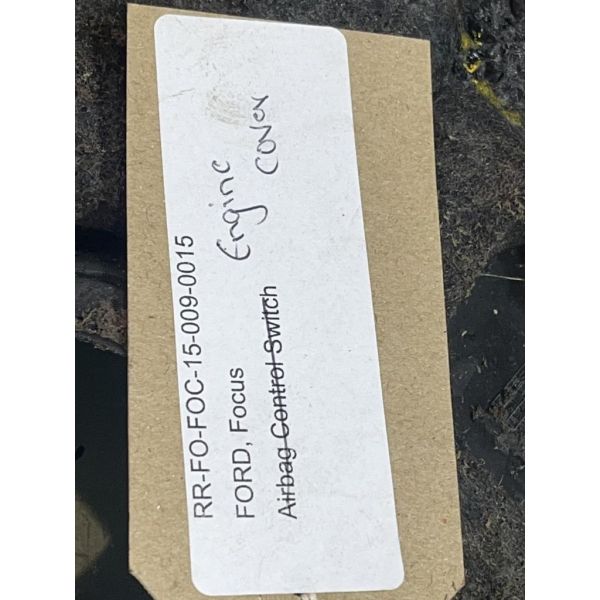 RR-FO-FOC-15-009-0015
FORD, Focus
Airbag Control Switch
Engine
Cover